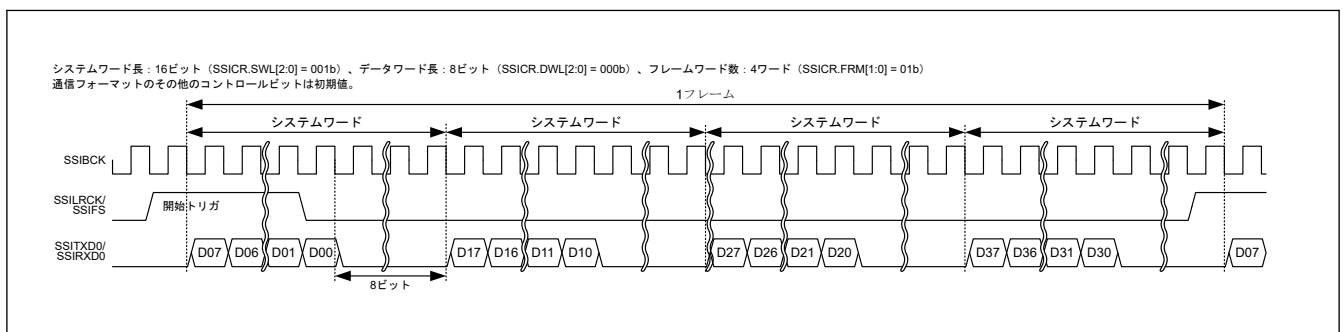 システムワード長：16ビット（SSICR.SWL[2:0] = 001b）、データワード長：8ビット（SSICR.DWL[2:0] = 000b）、フレームワード数：4ワード（SSICR.FRM[1:0] = 01b）
通信フォーマットのその他のコントロールビットは初期値。
1フレーム
システムワード システムワード システムワード システムワード
SSIBCK
SSILRCK/
SSIFS
開始トリガ
SSITXD0/
SSIRXD0
D07 D06 D01 D00 D17 D16 D11 D10 D27 D26 D21 D20 D37 D36 D31 D30 D07
8ビット